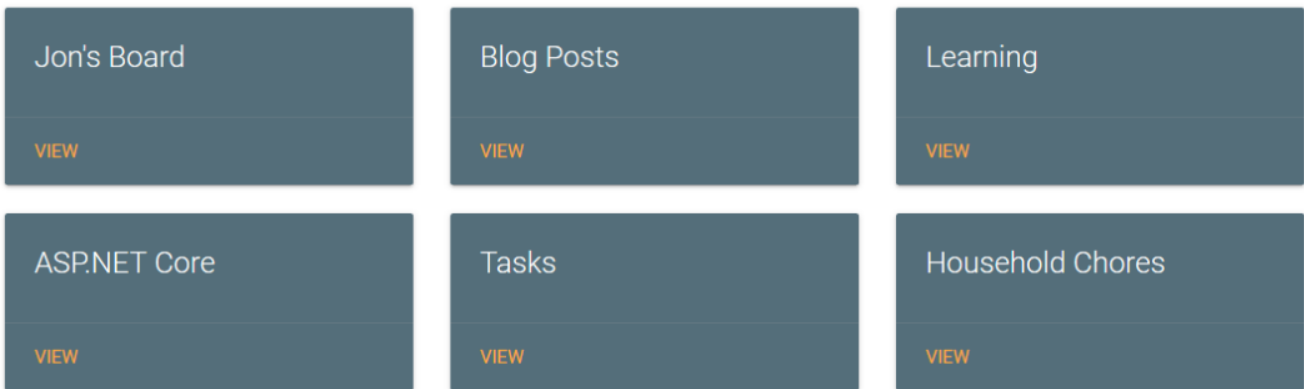 Jon's Board
VIEW
Blog Posts
VIEW
Learning
VIEW
ASP.NET Core
VIEW
Tasks
VIEW
Household Chores
VIEW